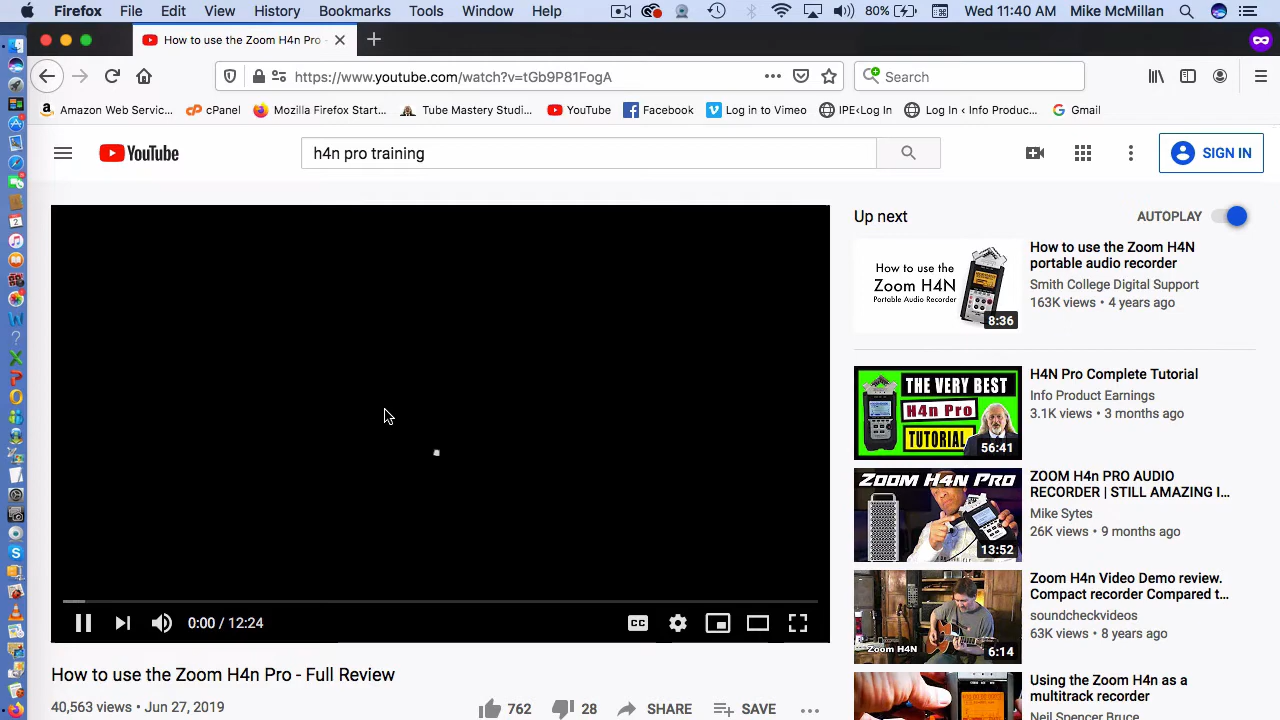 Firefox File Edit View History Bookmarks Tools Window Help 80% Wed 11:40 AM Mike McMillan
How to use the Zoom H4n Pro -
https://www.youtube.com/watch?v=tGb9P81FogA
Search
Amazon Web Servic... cPanel Mozilla Firefox Start... Tube Mastery Studi... YouTube Facebook Log in to Vimeo IPE‹Log In Log In ‹ Info Produc... Gmail
YouTube
h4n pro training
SIGN IN
Up next
AUTOPLAY
How to use the
Zoom H4N
Portable Audio Recorder
8:36
How to use the Zoom H4N
portable audio recorder
Smith College Digital Support
163K views • 4 years ago
THE VERY BEST
H4n Pro
TUTORIAL
56:41
H4N Pro Complete Tutorial
Info Product Earnings
3.1K views • 3 months ago
ZOOM H4n PRO
13:52
ZOOM H4n PRO AUDIO
RECORDER | STILL AMAZING I...
Mike Sytes
26K views • 9 months ago
Zoom H4N
6:14
Zoom H4n Video Demo review.
Compact recorder Compared t...
soundcheckvideos
63K views • 8 years ago
Using the Zoom H4n as a
multitrack recorder
Neil Spencer Bruce
0:00 / 12:24
CC
How to use the Zoom H4n Pro - Full Review
40,563 views • Jun 27, 2019
762
28
SHARE
SAVE